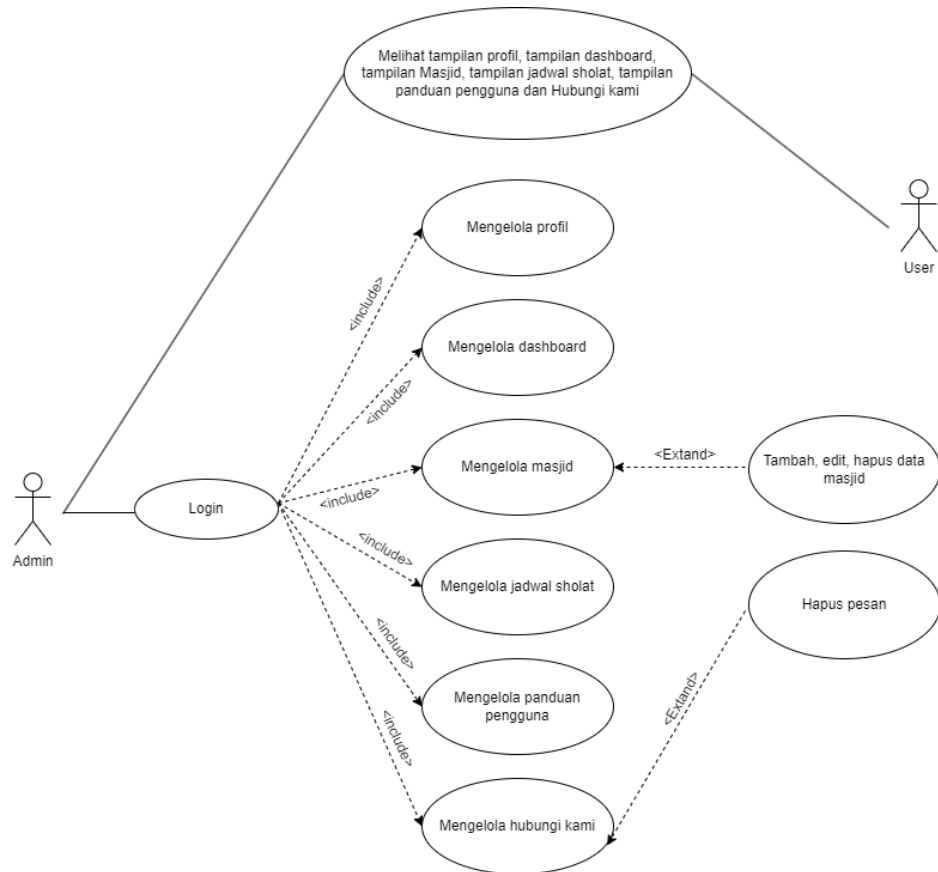 Melihat tampilan profil, tampilan dashboard,
tampilan Masjid, tampilan jadwal sholat, tampilan
panduan pengguna dan Hubungi kami
Mengelola profil
User
<include>
Mengelola dashboard
<include>
Mengelola masjid
<Extand>
Tambah, edit, hapus data
masjid
<include>
Login
Admin
<include>
Mengelola jadwal sholat
Hapus pesan
<include>
Mengelola panduan
pengguna
<Extand>
<include>
Mengelola hubungi kami